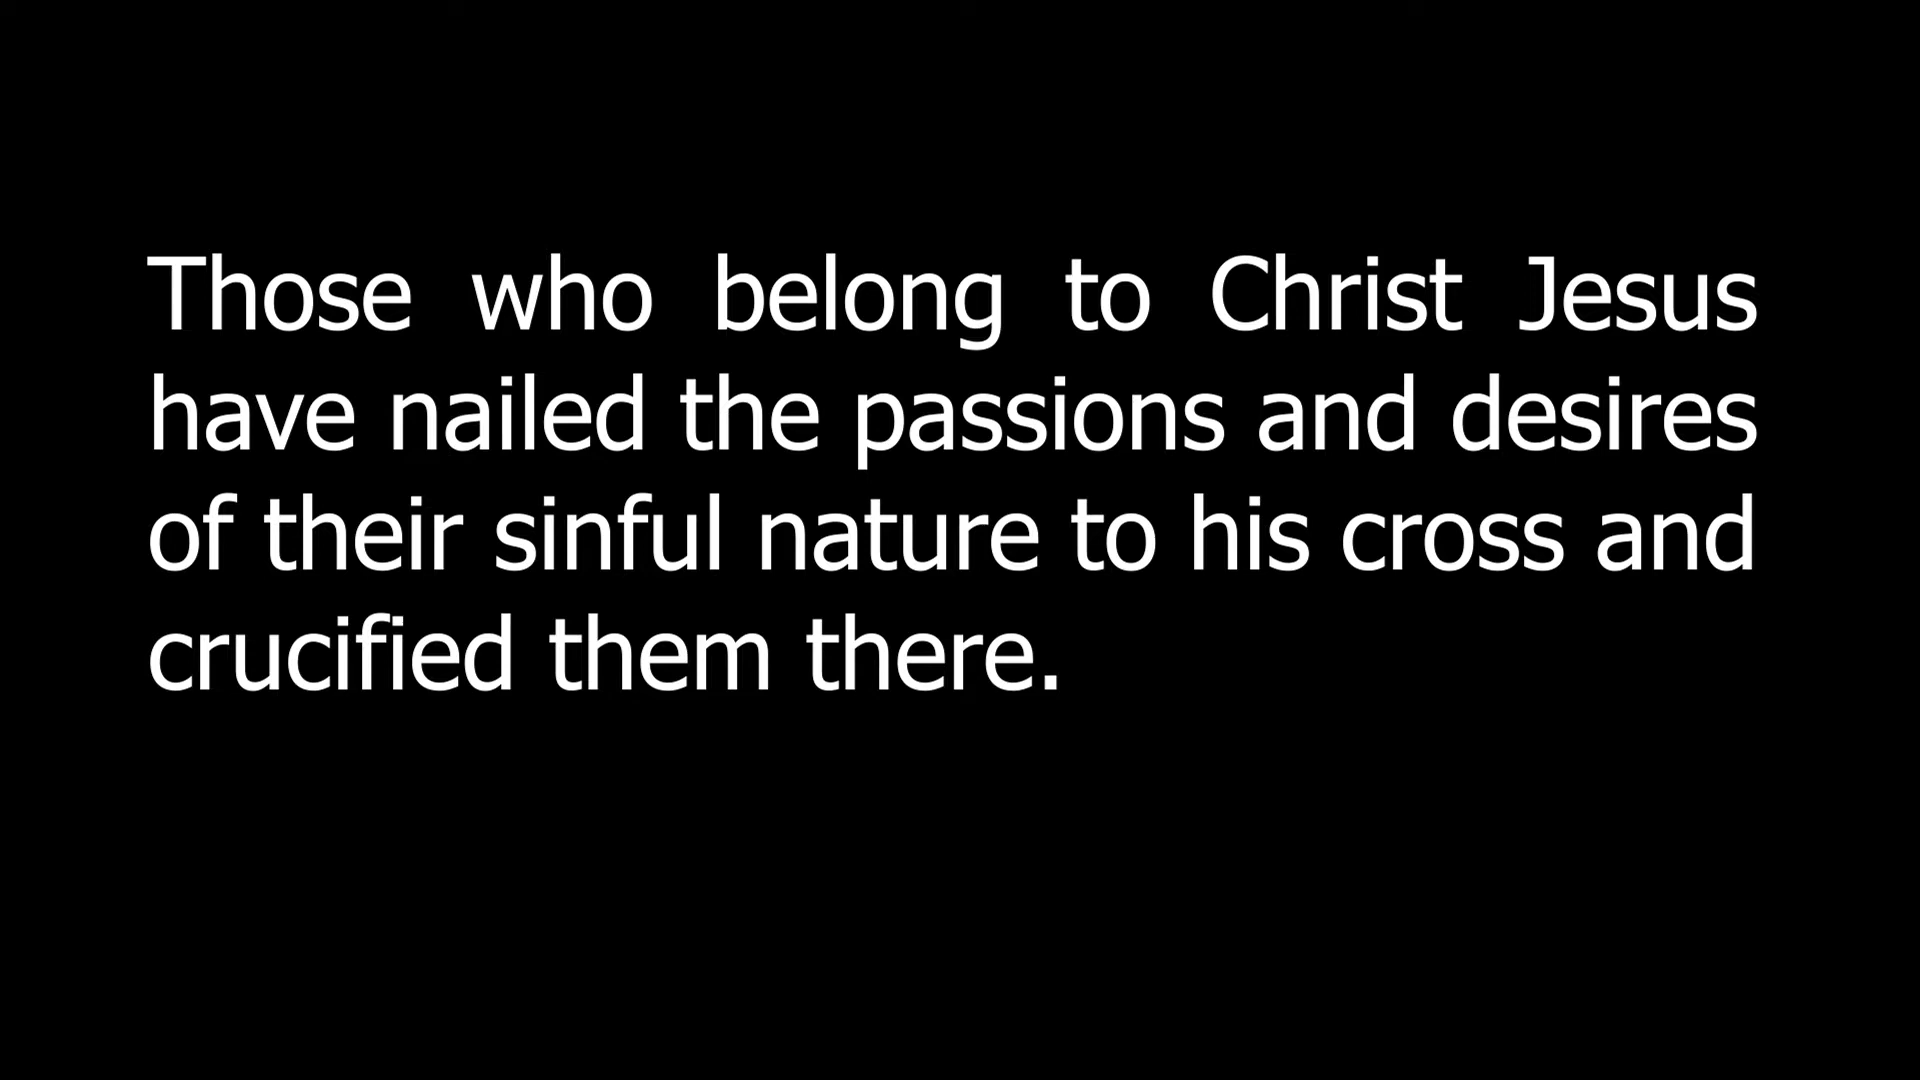 Those who belong to Christ Jesus
have nailed the passions and desires
of their sinful nature to his cross and
crucified them there.